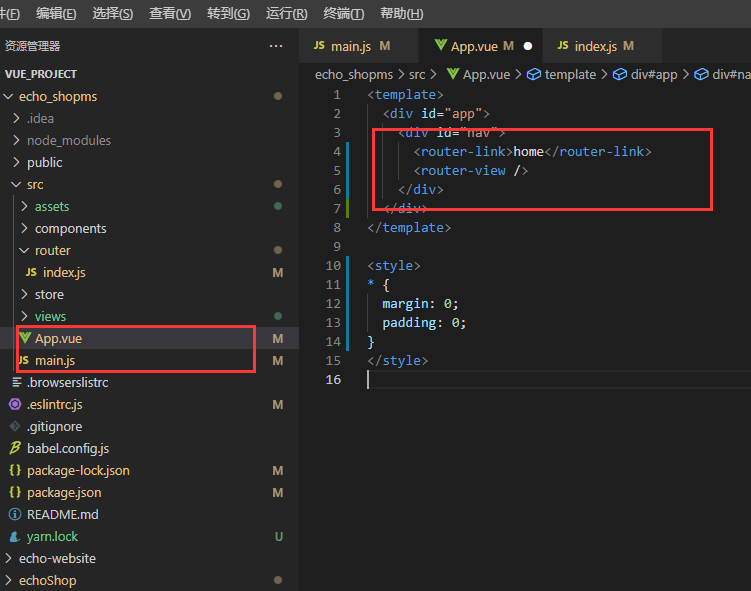 件(F) 编辑(E) 选择(S) 查看(V) 转到(G) 运行(R) 终端(T) 帮助(H)
资源管理器 ...
VUE_PROJECT
echo_shopms
.idea
node_modules
public
src
assets
components
router
JS index.js M
store
views
App.vue M
JS main.js M
.browserslistrc
.eslintrc.js M
.gitignore
babel.config.js
{} package-lock.json M
{} package.json M
README.md
yarn.lock U
echo-website
echoShop
JS main.js M App.vue M JS index.js M
echo_shopms > src > App.vue > template > div#app > div#na
1 <template>
2 <div id="app">
3 <div id="nav">
4 <router-link>home</router-link>
5 <router-view />
6 </div>
7 </div>
8 </template>
9
10 <style>
11 * {
12 margin: 0;
13 padding: 0;
14 }
15 </style>
16